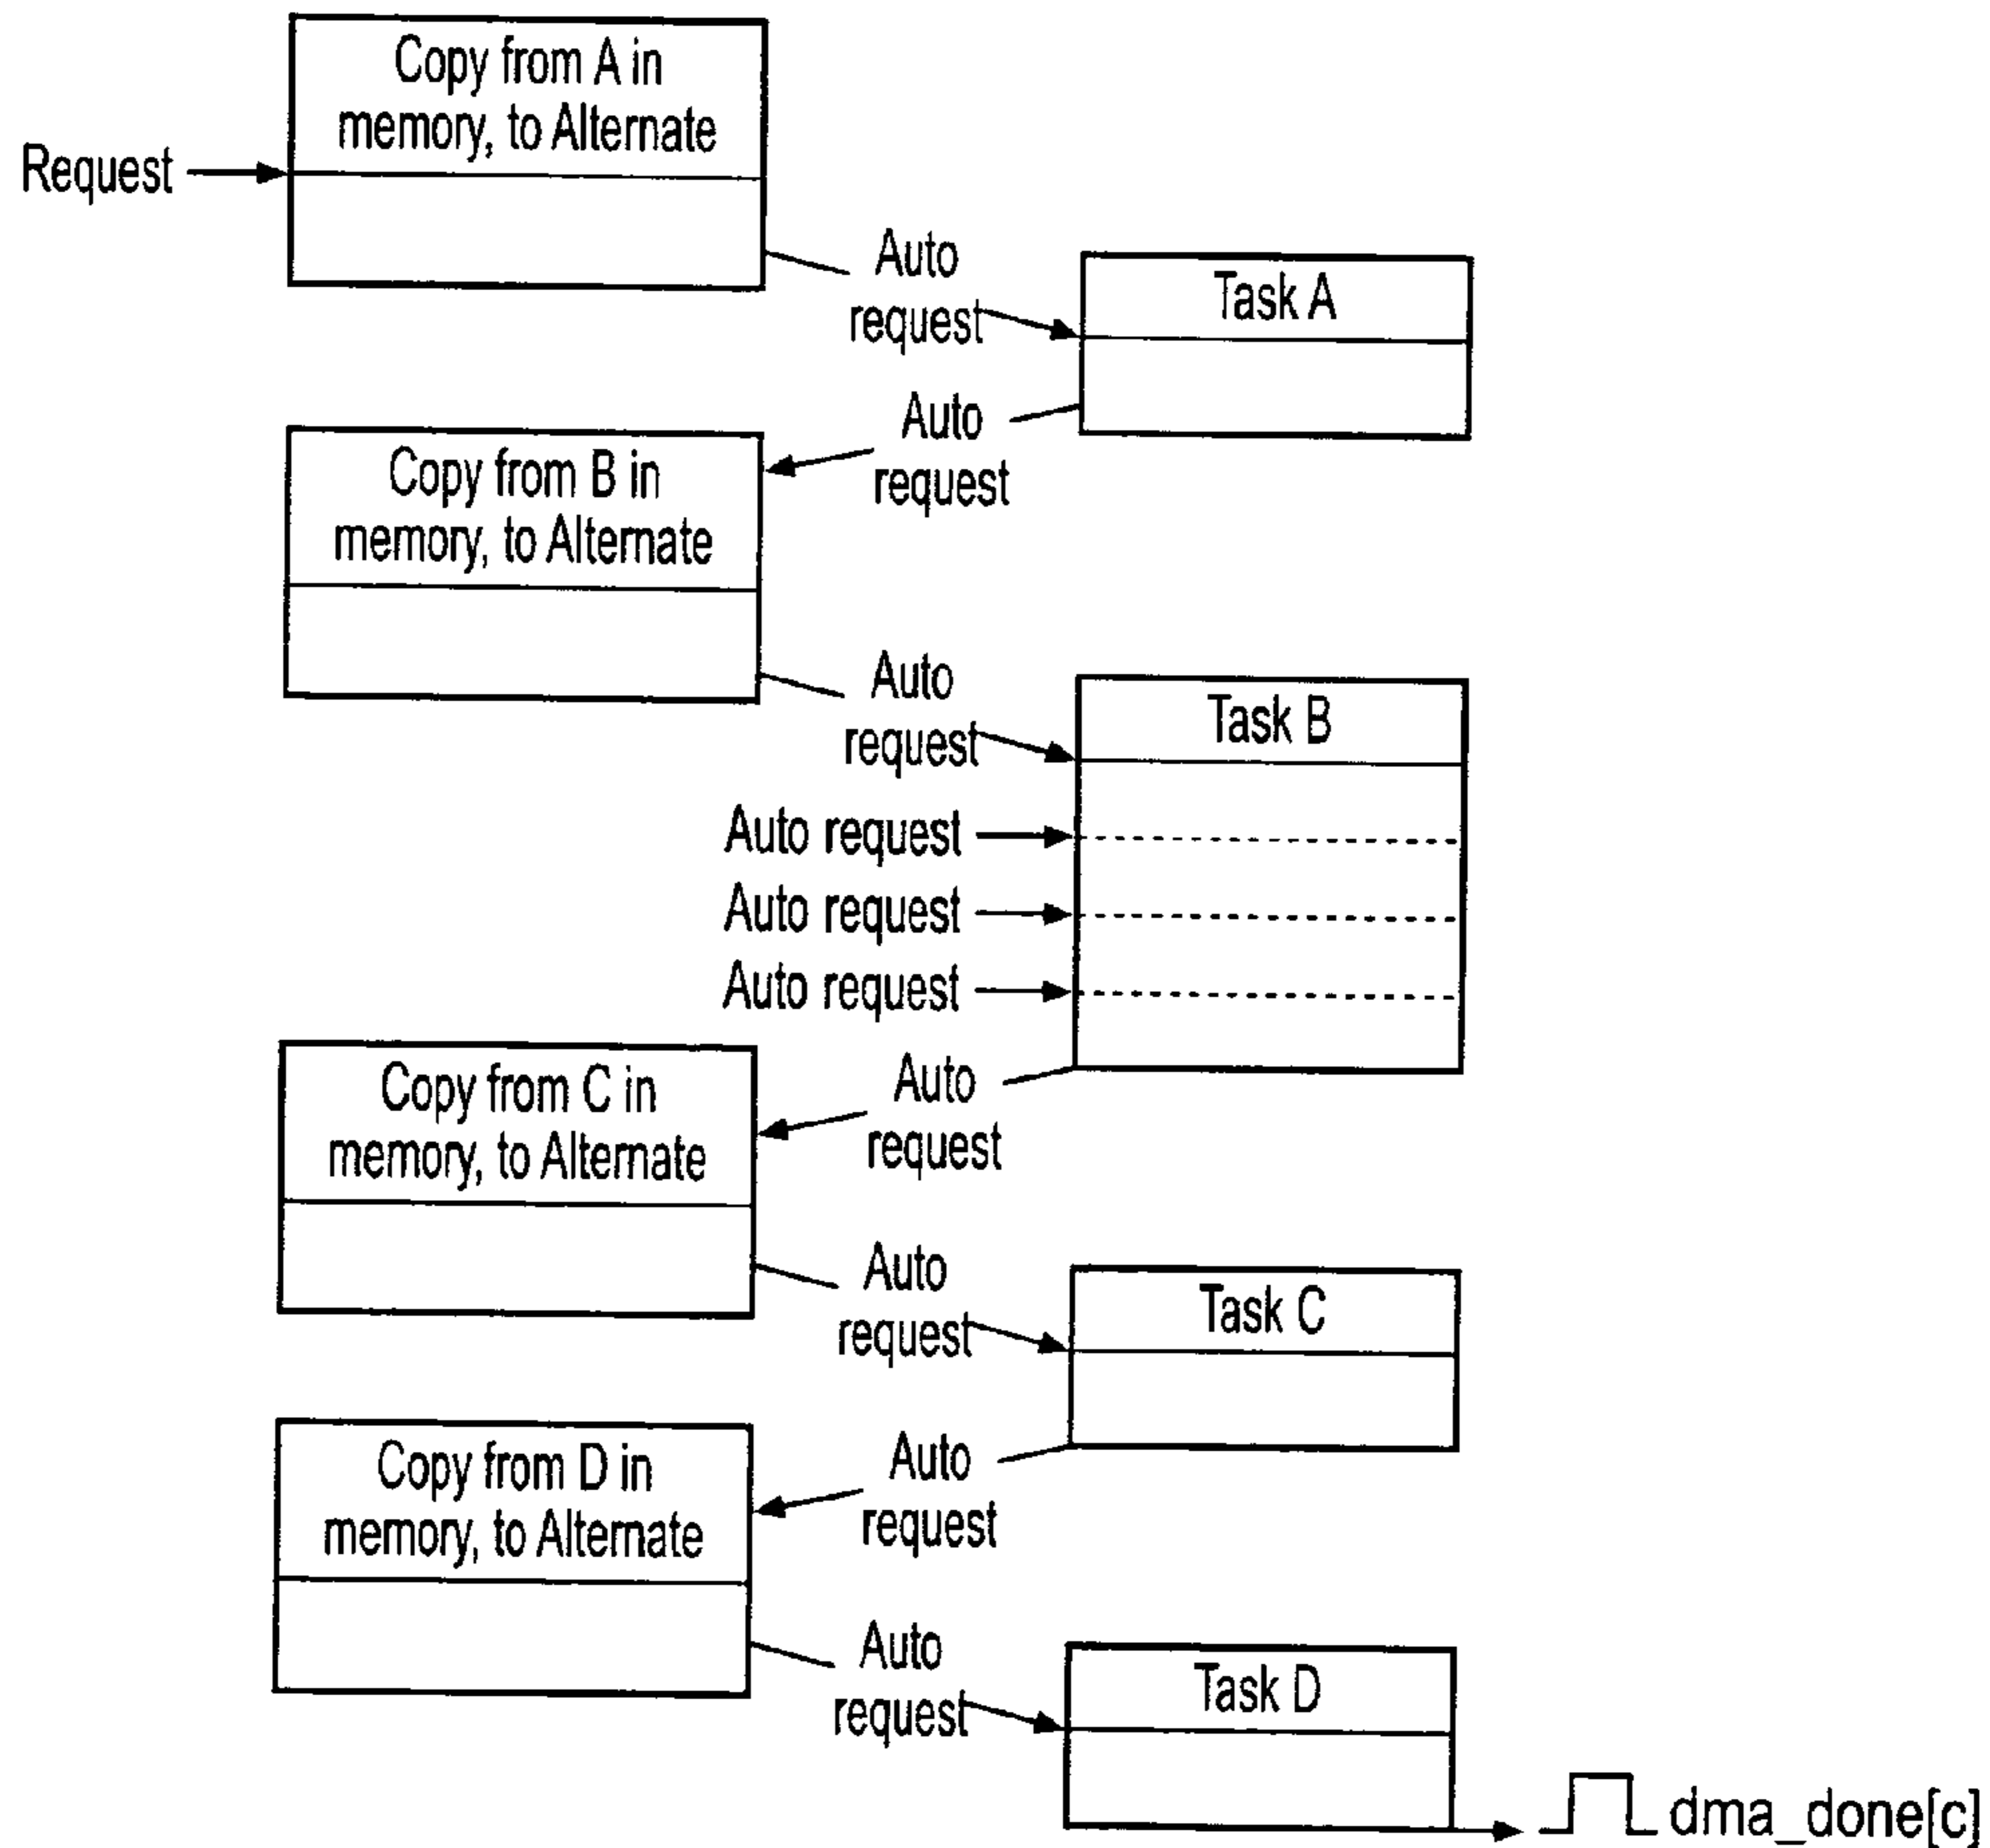 Copy from A in
memory, to Alternate
Request
Auto
request
Task A
Auto
request
Copy from B in
memory, to Alternate
Auto
request
Task B
Auto request
Auto request
Auto request
Auto
request
Copy from C in
memory, to Alternate
Auto
request
Task C
Auto
request
Copy from D in
memory, to Alternate
Auto
request
Task D
dma_done[c]